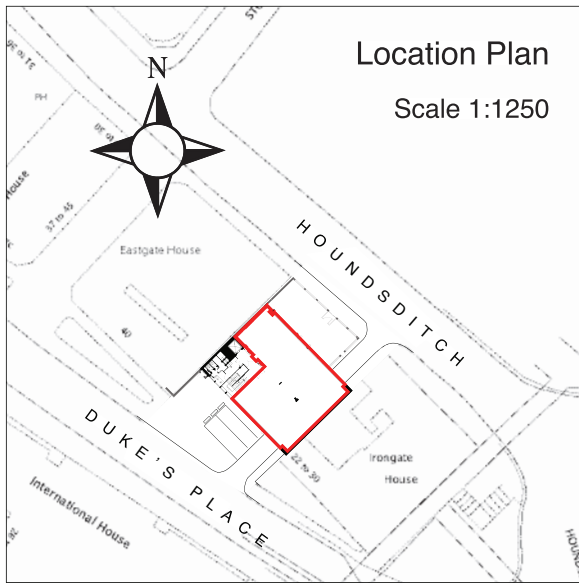 Location Plan
Scale 1:1250
N
PH
House
37 to 45
Eastgate House
40
HOUNDSDITCH
DUKE'S PLACE
22 to 30
Irongate
House
International House